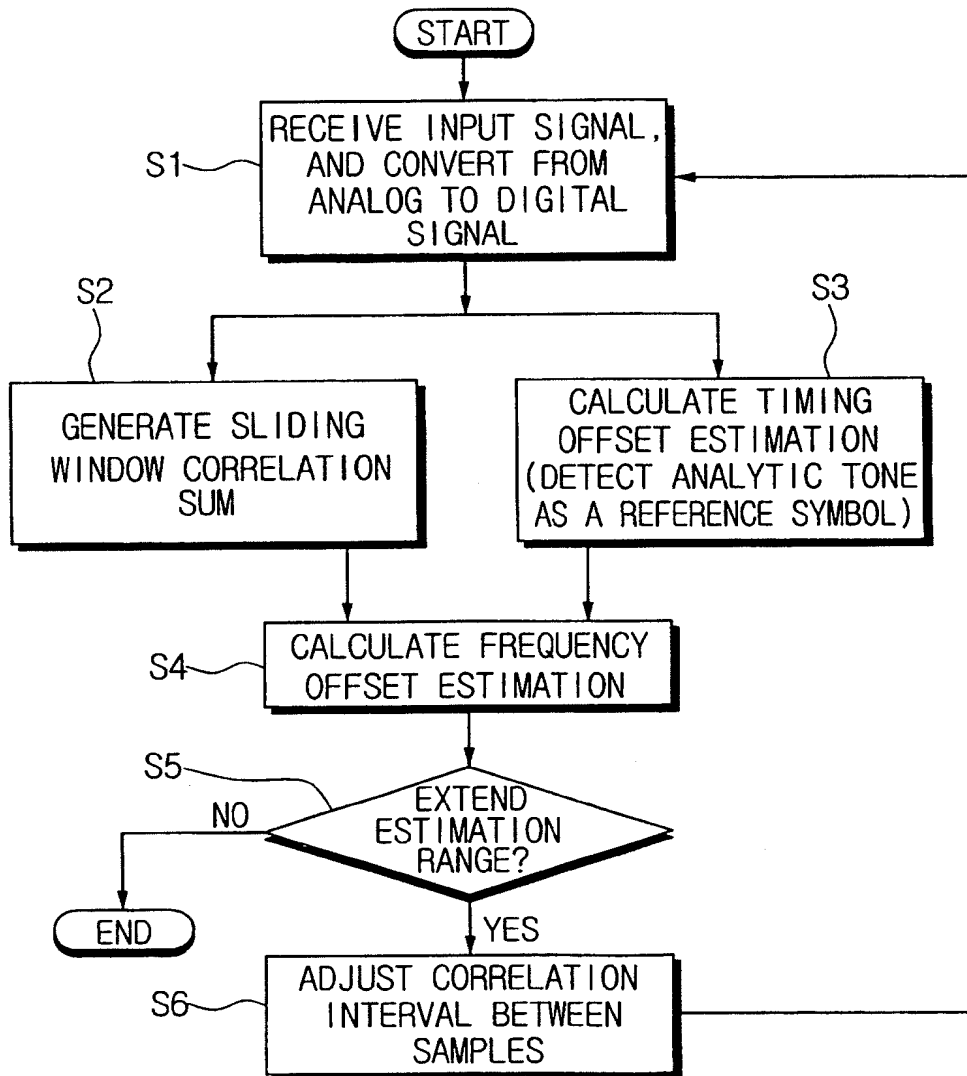 START
S1
RECEIVE INPUT SIGNAL,
AND CONVERT FROM
ANALOG TO DIGITAL
SIGNAL
S2
S3
GENERATE SLIDING
WINDOW CORRELATION
SUM
CALCULATE TIMING
OFFSET ESTIMATION
(DETECT ANALYTIC TONE
AS A REFERENCE SYMBOL)
S4
CALCULATE FREQUENCY
OFFSET ESTIMATION
S5
NO
EXTEND
ESTIMATION
RANGE?
END
YES
S6
ADJUST CORRELATION
INTERVAL BETWEEN
SAMPLES